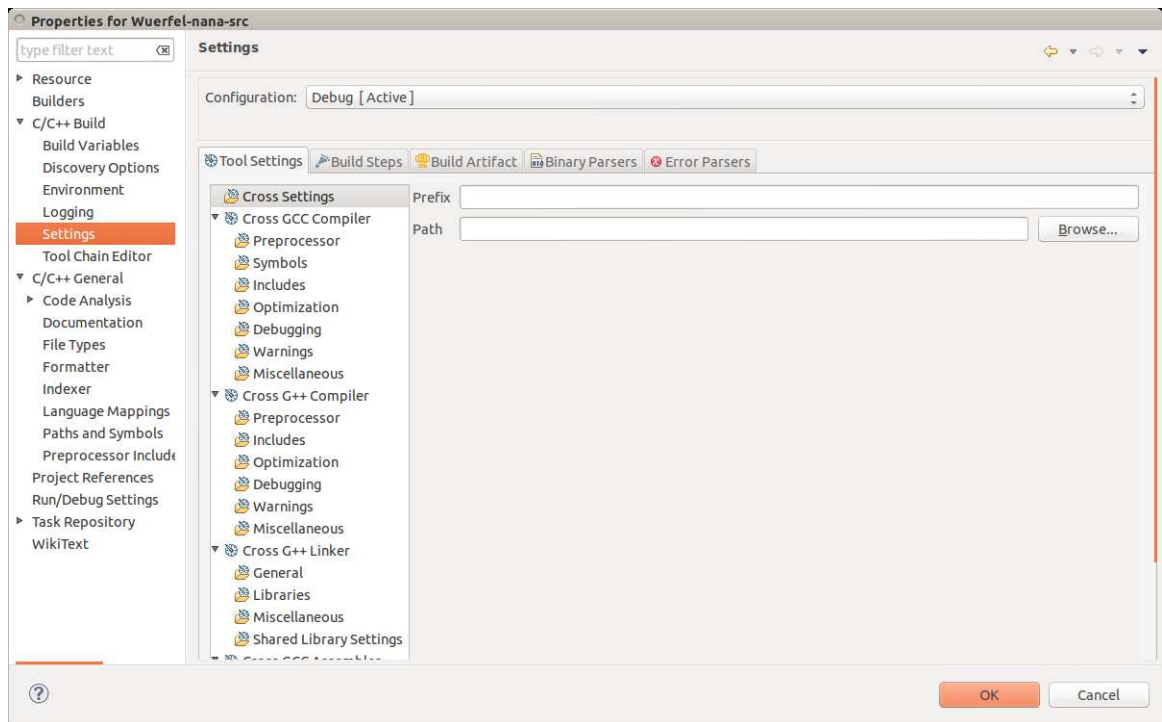 Properties for Wuerfel-nana-src
type filter text
Resource
Builders
C/C++ Build
Build Variables
Discovery Options
Environment
Logging
Settings
Tool Chain Editor
C/C++ General
Code Analysis
Documentation
File Types
Formatter
Indexer
Language Mappings
Paths and Symbols
Preprocessor Include
Project References
Run/Debug Settings
Task Repository
WikiText
Settings
Configuration: Debug [ Active ]
Tool Settings Build Steps Build Artifact Binary Parsers Error Parsers
Cross Settings
Cross GCC Compiler
Preprocessor
Symbols
Includes
Optimization
Debugging
Warnings
Miscellaneous
Cross G++ Compiler
Preprocessor
Includes
Optimization
Debugging
Warnings
Miscellaneous
Cross G++ Linker
General
Libraries
Miscellaneous
Shared Library Settings
Prefix
Path Browse...
OK Cancel